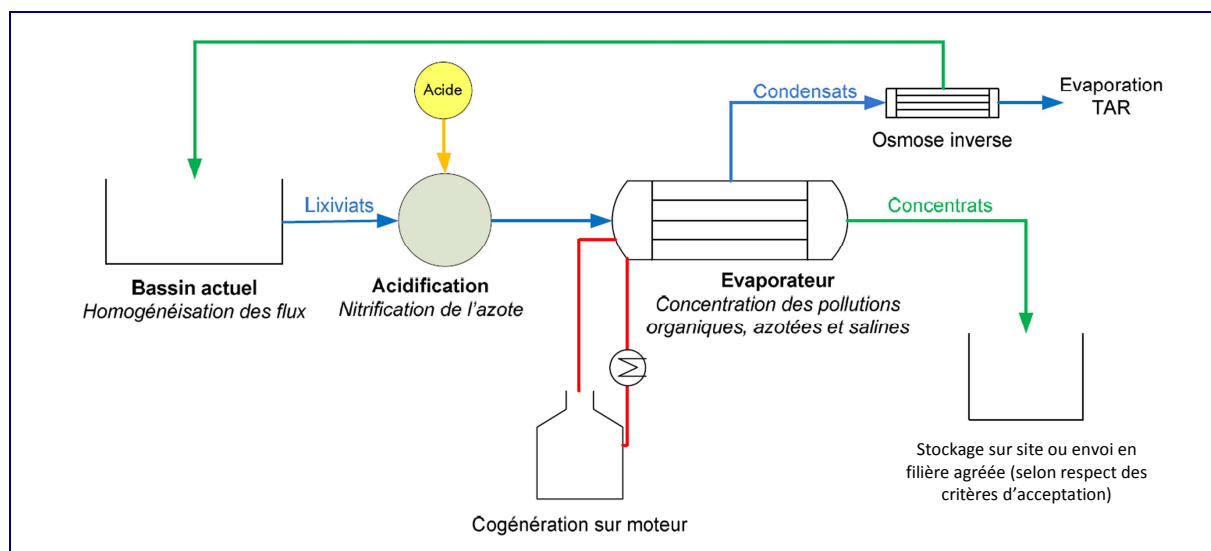 Acide
Condensats
Evaporation
TAR
Osmose inverse
Lixiviats
Concentrats
Bassin actuel
Homogénéisation des flux
Acidification
Nitrification de l'azote
Evaporateur
Concentration des pollutions
organiques, azotées et salines
Stockage sur site ou envoi en
filière agréée (selon respect des
critères d'acceptation)
Cogénération sur moteur